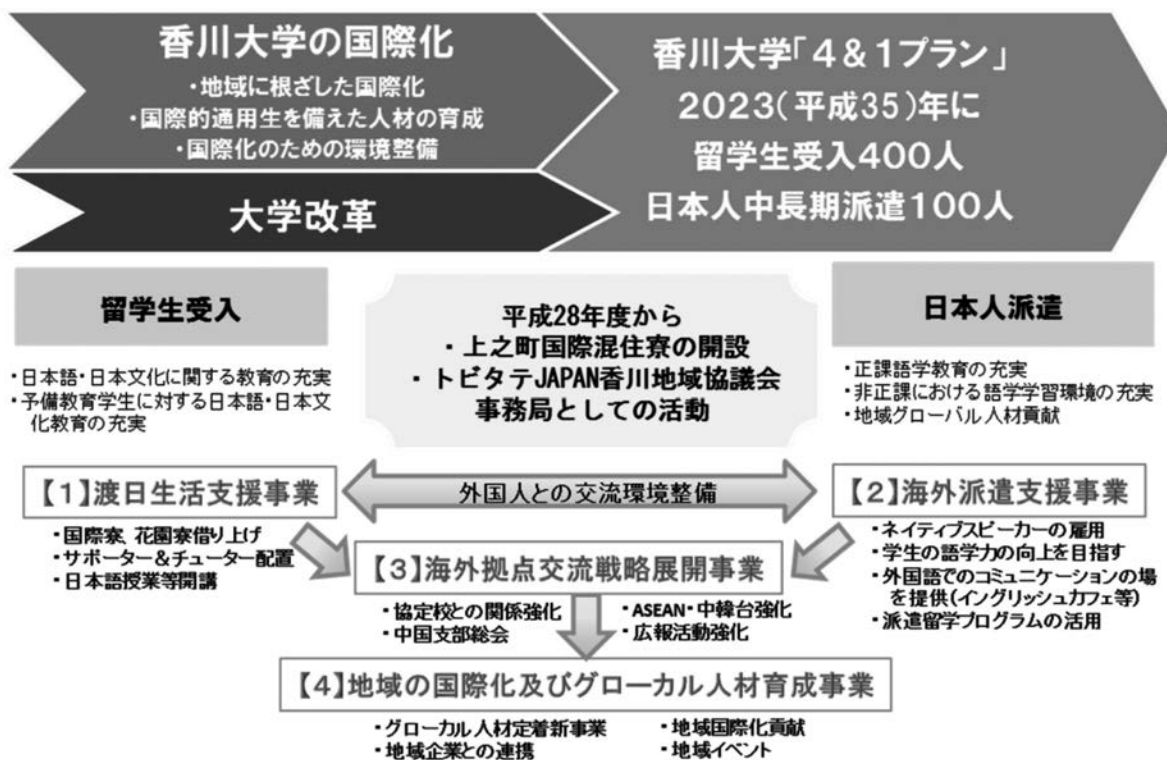 香川大学の国際化
・地域に根ざした国際化
・国際的通用生を備えた人材の育成
・国際化のための環境整備
大学改革
香川大学「4&1プラン」
2023(平成35)年に
留学生受入400人
日本人中長期派遣100人
留学生受入
・日本語・日本文化に関する教育の充実
・予備教育学生に対する日本語・日本文
化教育の充実
平成28年度から
・上之町国際混住寮の開設
・トビタテJAPAN香川地域協議会
事務局としての活動
日本人派遣
・正課語学教育の充実
・非正課における語学学習環境の充実
・地域グローバル人材貢献
【1】渡日生活支援事業
外国人との交流環境整備
【2】海外派遣支援事業
・国際寮、花園寮借り上げ
・サポーター&チューター配置
・日本語授業等開講
・ネイティブスピーカーの雇用
・学生の語学力の向上を目指す
・外国語でのコミュニケーションの場
を提供(イングリッシュカフェ等)
・派遣留学プログラムの活用
【3】海外拠点交流戦略展開事業
・協定校との関係強化
・中国支部総会
・ASEAN・中韓台強化
・広報活動強化
【4】地域の国際化及びグローカル人材育成事業
・グローカル人材定着新事業
・地域企業との連携
・地域国際化貢献
・地域イベント